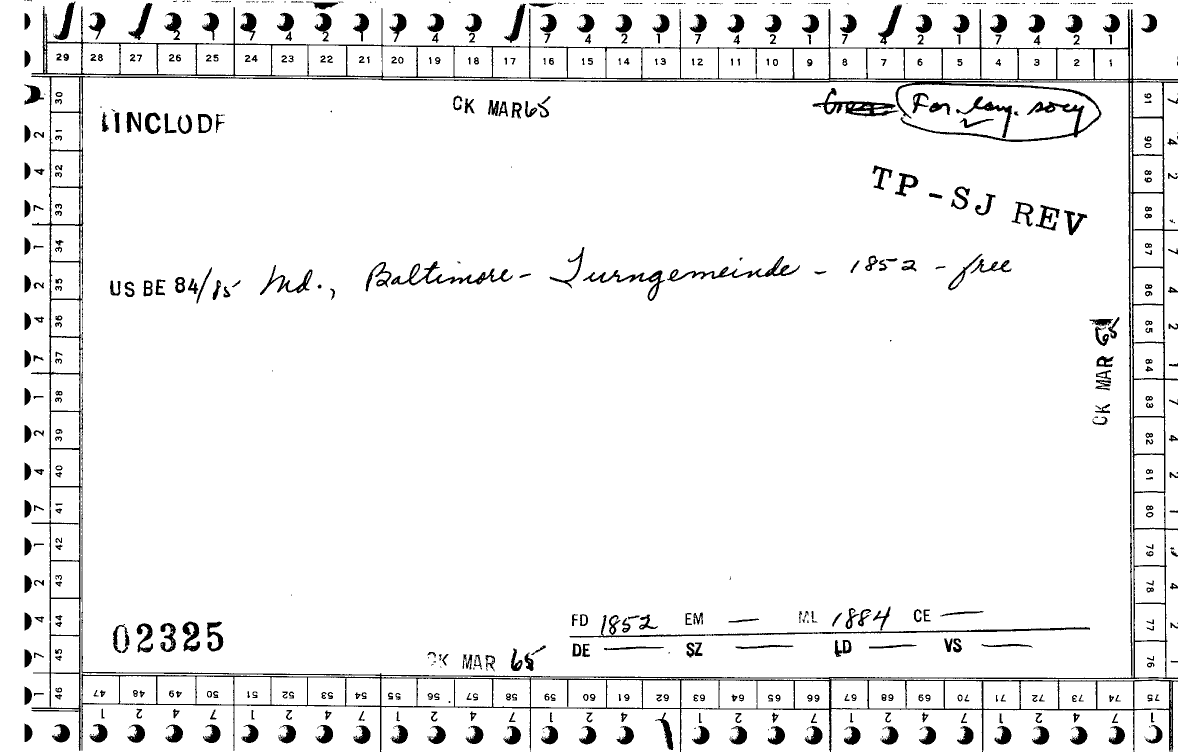 7 4 2 1 7 4 2 1 7 4 2 1 7 4 2 1 7 4 2 1 7 4 2 1 7 4 2 1
29 28 27 26 25 24 23 22 21 20 19 18 17 16 15 14 13 12 11 10 9 8 7 6 5 4 3 2 1
CK MAR 65
For. lang. socy
INCLUDE
TP-SJ REV
US BE 84/85 Md., Baltimore - Turngemeinde - 1852 - free
CK MAR 65
FD 1852 EM — ML 1884 CE —
02325
DE — SZ — LD — VS —
CK MAR 65
30 31 32 33 34 35 36 37 38 39 40 41 42 43 44 45 46
91 90 89 88 87 86 85 84 83 82 81 80 79 78 77 76
47 48 49 50 51 52 53 54 55 56 57 58 59 60 61 62 63 64 65 66 67 68 69 70 71 72 73 74 75
1 2 4 7 1 2 4 7 1 2 4 7 1 2 4 7 1 2 4 7 1 2 4 7 1 2 4 7 1